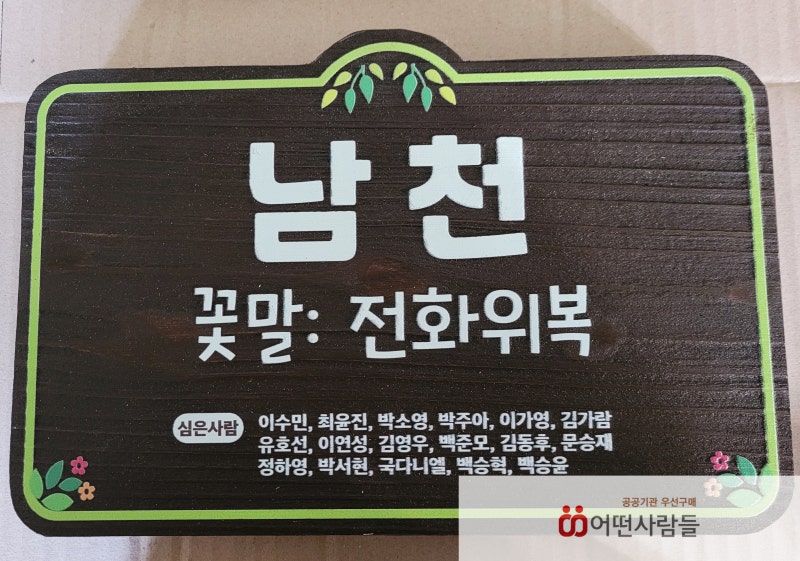 남천
꽃말: 전화위복
심은사람
이수민, 최윤진, 박소영, 박주아, 이가영, 김가람
유호선, 이연성, 김영우, 백준모, 김동후, 문승재
정하영, 박서현, 국다니엘, 백승혁, 백승윤
공공기관 우선구매
어떤사람들